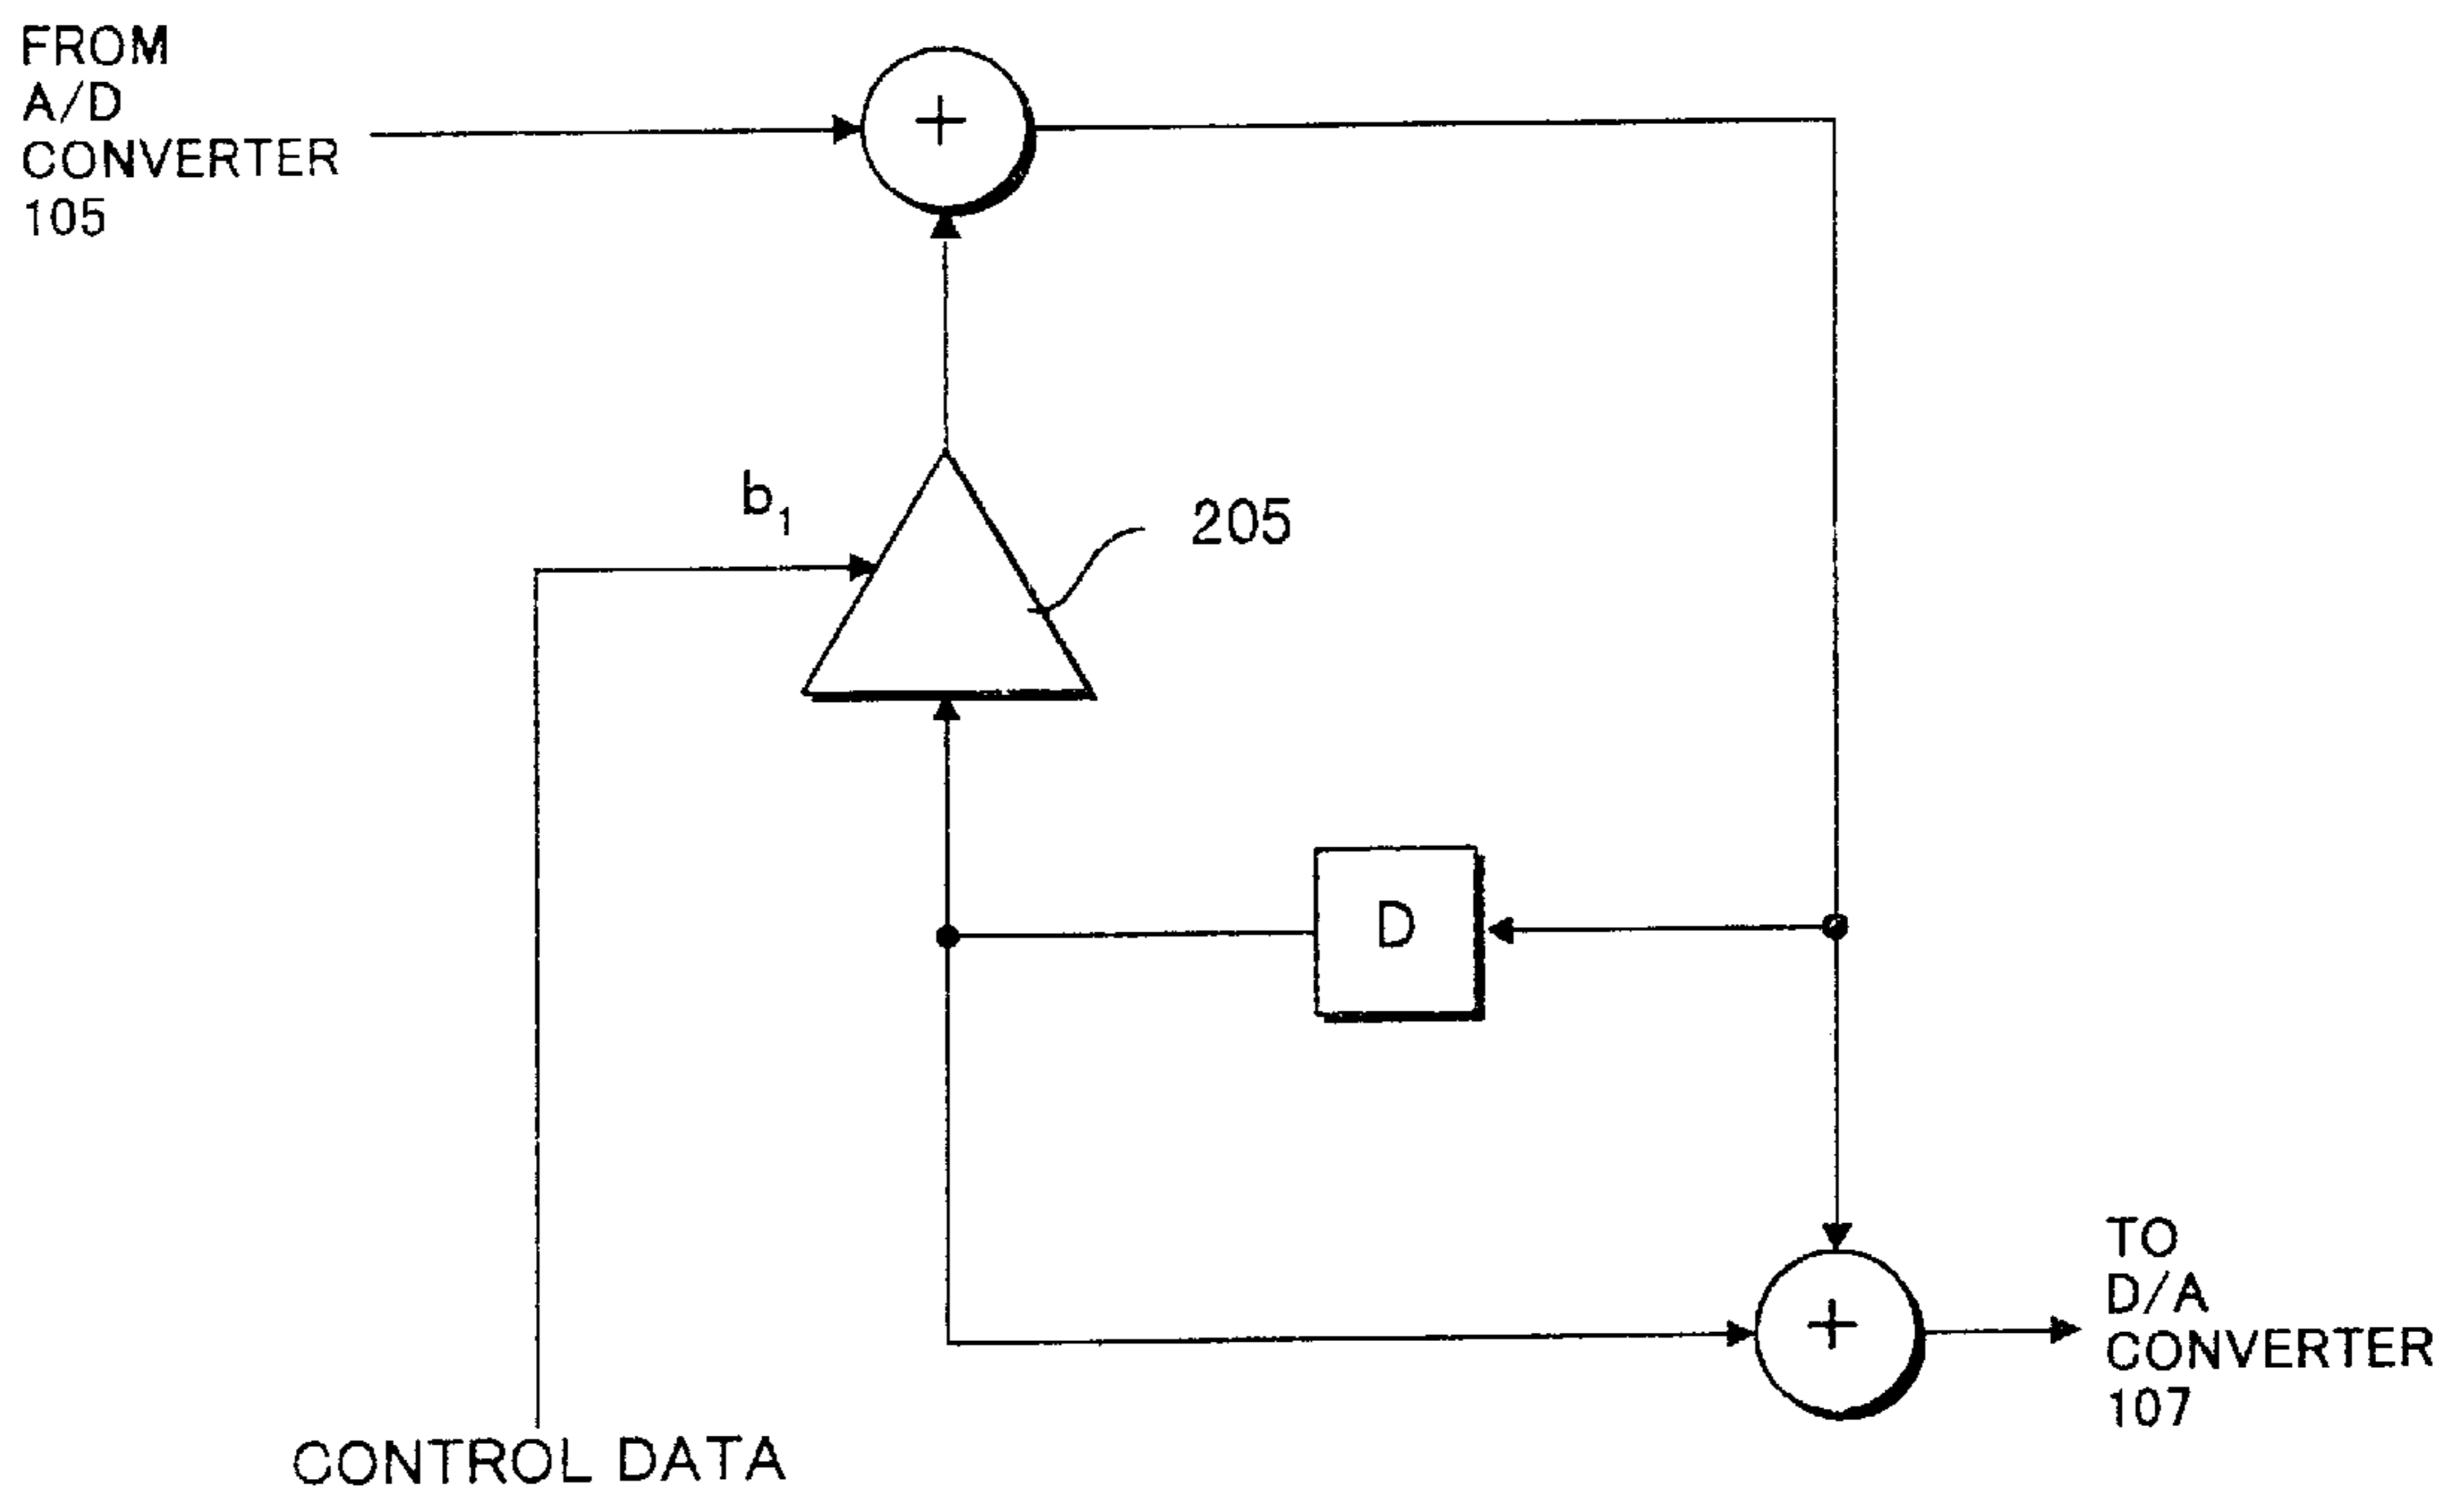 FROM
A/D
CONVERTER
105
+
b₁
205
D
+
TO
D/A
CONVERTER
107
CONTROL DATA